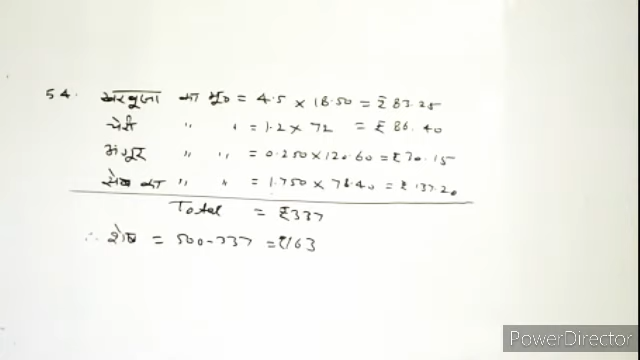 54. खरबूजा का मू० = 4.5 × 18.50 = ₹83.25
चेरी " " = 1.2 × 72 = ₹86.40
अंगूर " " = 0.250 × 120.60 = ₹70.15
सेब का " " = 1.750 × 78.40 = ₹137.20
Total = ₹337
∴ शेष = 500-337 = ₹163
PowerDirector